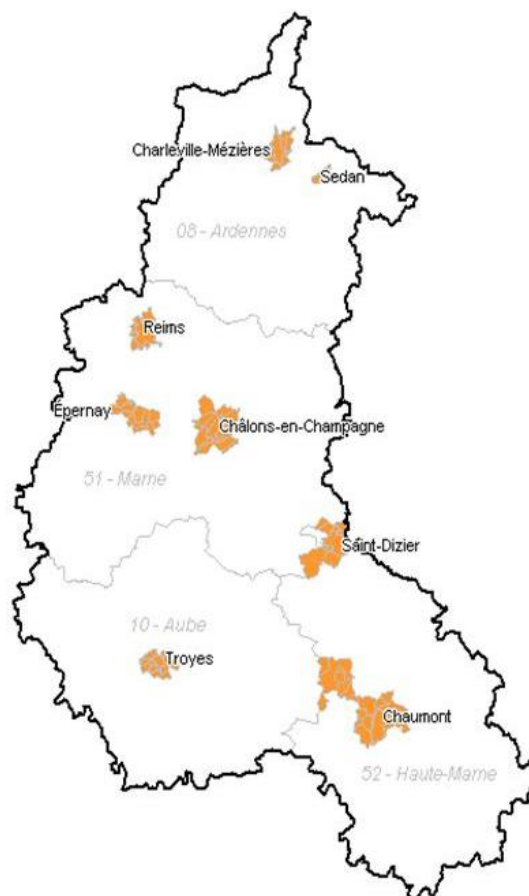 Charleville-Mézières
Sedan
08 - Ardennes
Reims
Épernay
Châlons-en-Champagne
51 - Marne
Saint-Dizier
10 - Aube
Troyes
Chaumont
52 - Haute-Marne